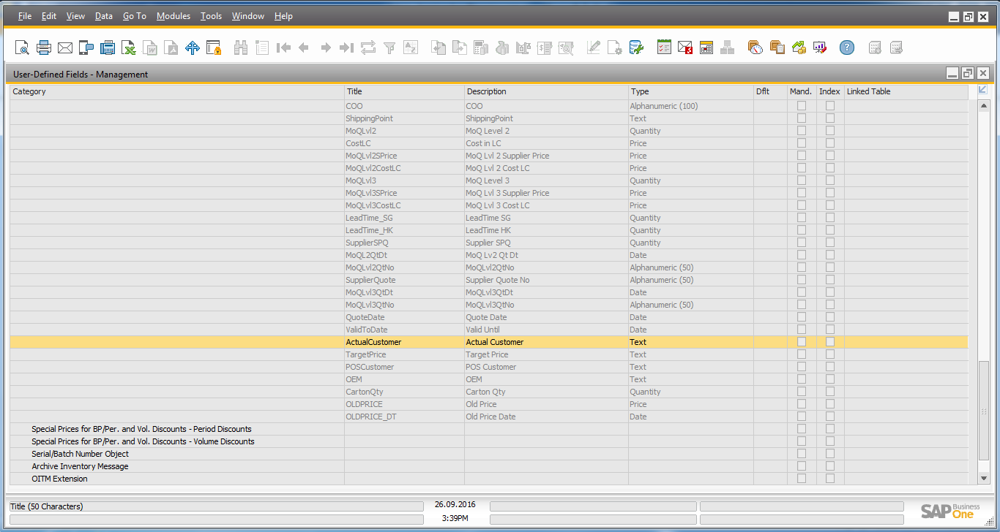 File Edit View Data Go To Modules Tools Window Help
User-Defined Fields - Management
Category Title Description Type Dflt Mand. Index Linked Table
COO COO Alphanumeric (100)
ShippingPoint ShippingPoint Text
MoQLvl2 MoQ Level 2 Quantity
CostLC Cost in LC Price
MoQLvl2SPrice MoQ Lvl 2 Supplier Price Price
MoQLvl2CostLC MoQ Lvl 2 Cost LC Price
MoQLvl3 MoQ Level 3 Quantity
MoQLvl3SPrice MoQ Lvl 3 Supplier Price Price
MoQLvl3CostLC MoQ Lvl 3 Cost LC Price
LeadTime_SG LeadTime SG Quantity
LeadTime_HK LeadTime HK Quantity
SupplierSPQ Supplier SPQ Quantity
MoQL2QtDt MoQ Lv2 Qt Dt Date
MoQLvl2QtNo MoQLvl2QtNo Alphanumeric (50)
SupplierQuote Supplier Quote No Alphanumeric (50)
MoQLvl3QtDt MoQLvl3QtDt Date
MoQLvl3QtNo MoQLvl3QtNo Alphanumeric (50)
QuoteDate Quote Date Date
ValidToDate Valid Until Date
ActualCustomer Actual Customer Text
TargetPrice Target Price Text
POSCustomer POS Customer Text
OEM OEM Text
CartonQty Carton Qty Quantity
OLDPRICE Old Price Price
OLDPRICE_DT Old Price Date Date
Special Prices for BP/Per. and Vol. Discounts - Period Discounts
Special Prices for BP/Per. and Vol. Discounts - Volume Discounts
Serial/Batch Number Object
Archive Inventory Message
OITM Extension
Title (50 Characters) 26.09.2016
3:39PM
SAP Business One